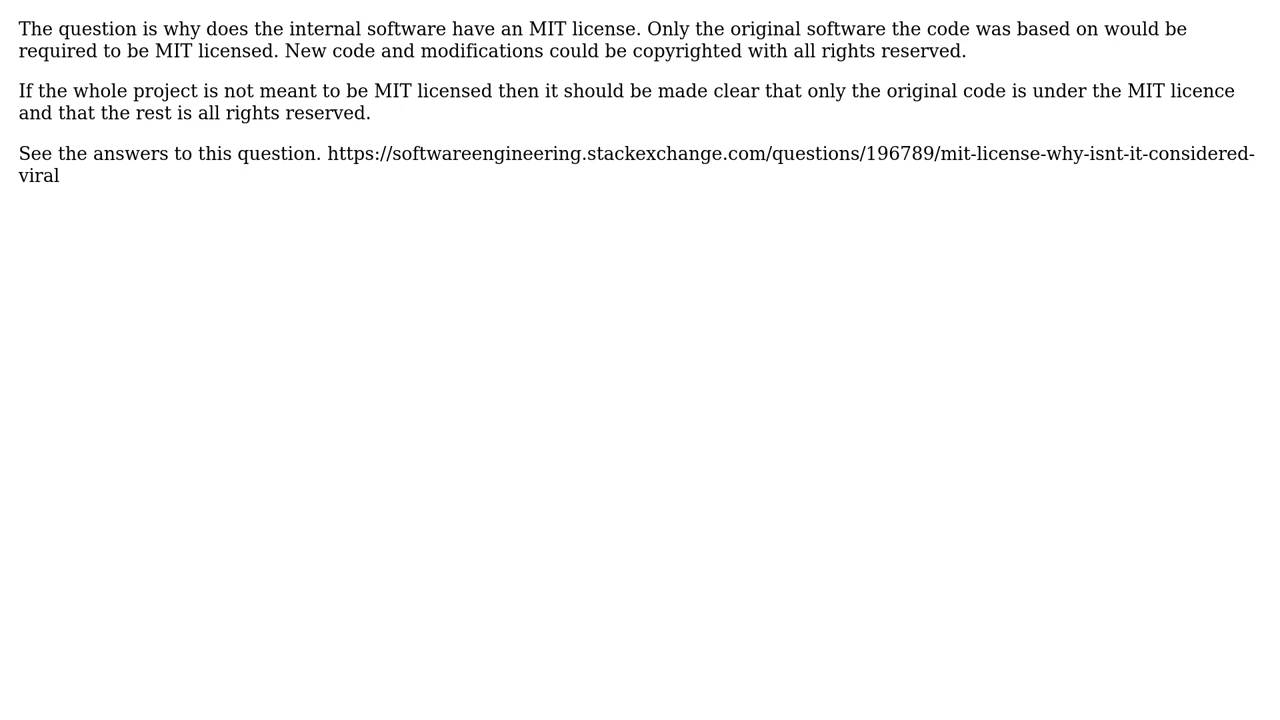 The question is why does the internal software have an MIT license. Only the original software the code was based on would be
required to be MIT licensed. New code and modifications could be copyrighted with all rights reserved.
If the whole project is not meant to be MIT licensed then it should be made clear that only the original code is under the MIT licence
and that the rest is all rights reserved.
See the answers to this question. https://softwareengineering.stackexchange.com/questions/196789/mit-license-why-isnt-it-considered-
viral